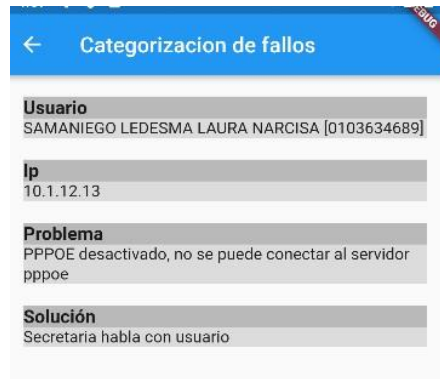 Categorizacion de fallos
Usuario
SAMANIEGO LEDESMA LAURA NARCISA [0103634689]
Ip
10.1.12.13
Problema
PPPOE desactivado, no se puede conectar al servidor
pppoe
Solución
Secretaria habla con usuario